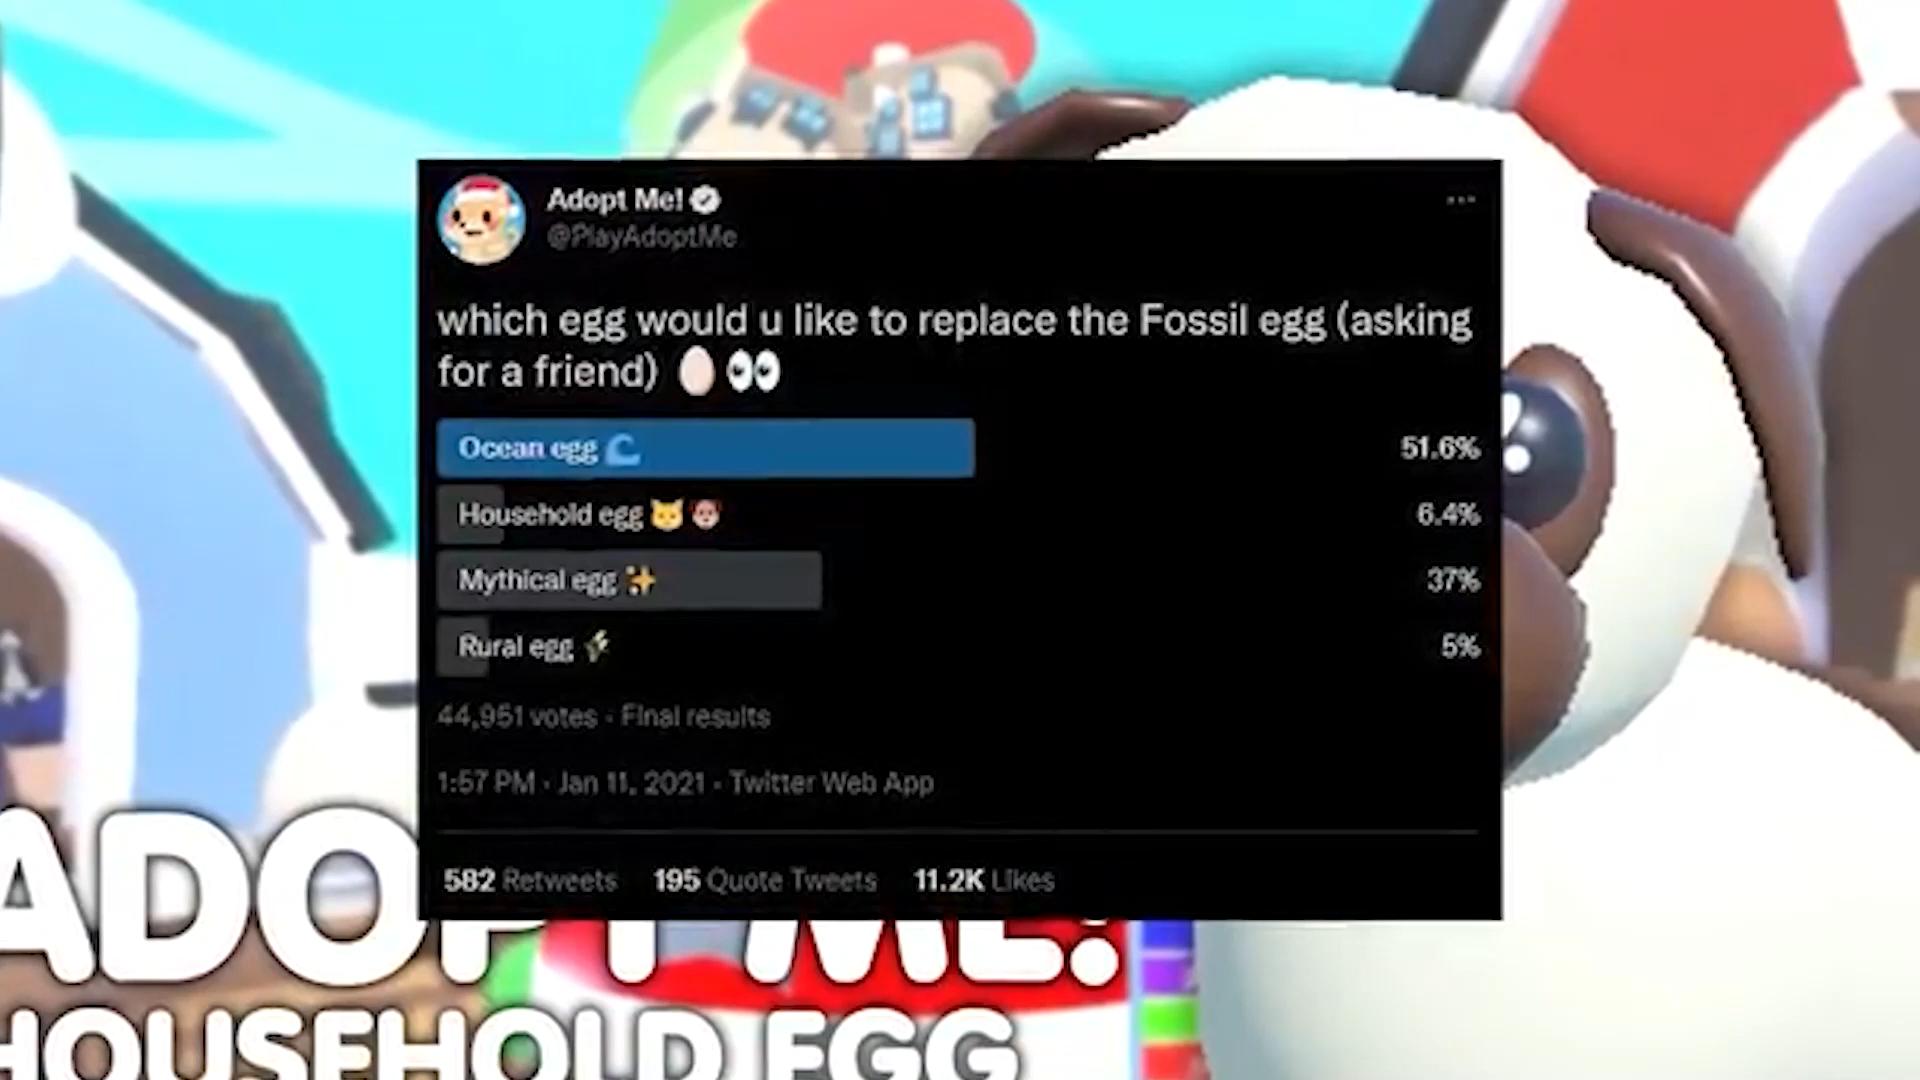 Adopt Me!
@PlayAdoptMe
which egg would u like to replace the Fossil egg (asking
for a friend) 🥚👀
Ocean egg 🌊 51.6%
Household egg 🐱🐶 6.4%
Mythical egg ✨ 37%
Rural egg 🌾 5%
44,951 votes · Final results
1:57 PM · Jan 11, 2021 · Twitter Web App
582 Retweets 195 Quote Tweets 11.2K Likes
ADOPT ME!
HOUSEHOLD EGG